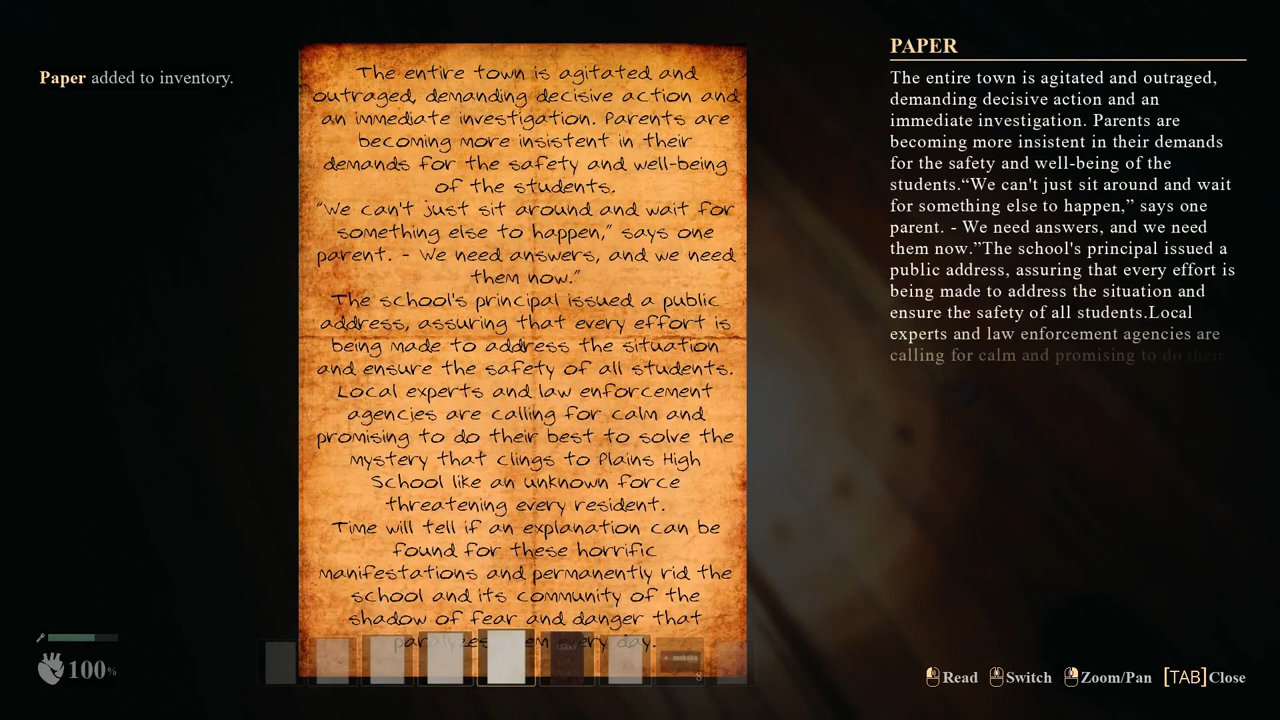 Paper added to inventory.
The entire town is agitated and
outraged, demanding decisive action and
an immediate investigation. Parents are
becoming more insistent in their
demands for the safety and well-being
of the students.
"We can't just sit around and wait for
something else to happen," says one
parent. - We need answers, and we need
them now."
The school's principal issued a public
address, assuring that every effort is
being made to address the situation
and ensure the safety of all students.
Local experts and law enforcement
agencies are calling for calm and
promising to do their best to solve the
mystery that clings to Plains High
School like an unknown force
threatening every resident.
Time will tell if an explanation can be
found for these horrific
manifestations and permanently rid the
school and its community of the
shadow of fear and danger that
paralyzes them every day.
PAPER
The entire town is agitated and outraged,
demanding decisive action and an
immediate investigation. Parents are
becoming more insistent in their demands
for the safety and well-being of the
students.“We can't just sit around and wait
for something else to happen,” says one
parent. - We need answers, and we need
them now.”The school's principal issued a
public address, assuring that every effort is
being made to address the situation and
ensure the safety of all students.Local
experts and law enforcement agencies are
calling for calm and promising to do their
100%
8
Read
Switch
Zoom/Pan
[TAB] Close